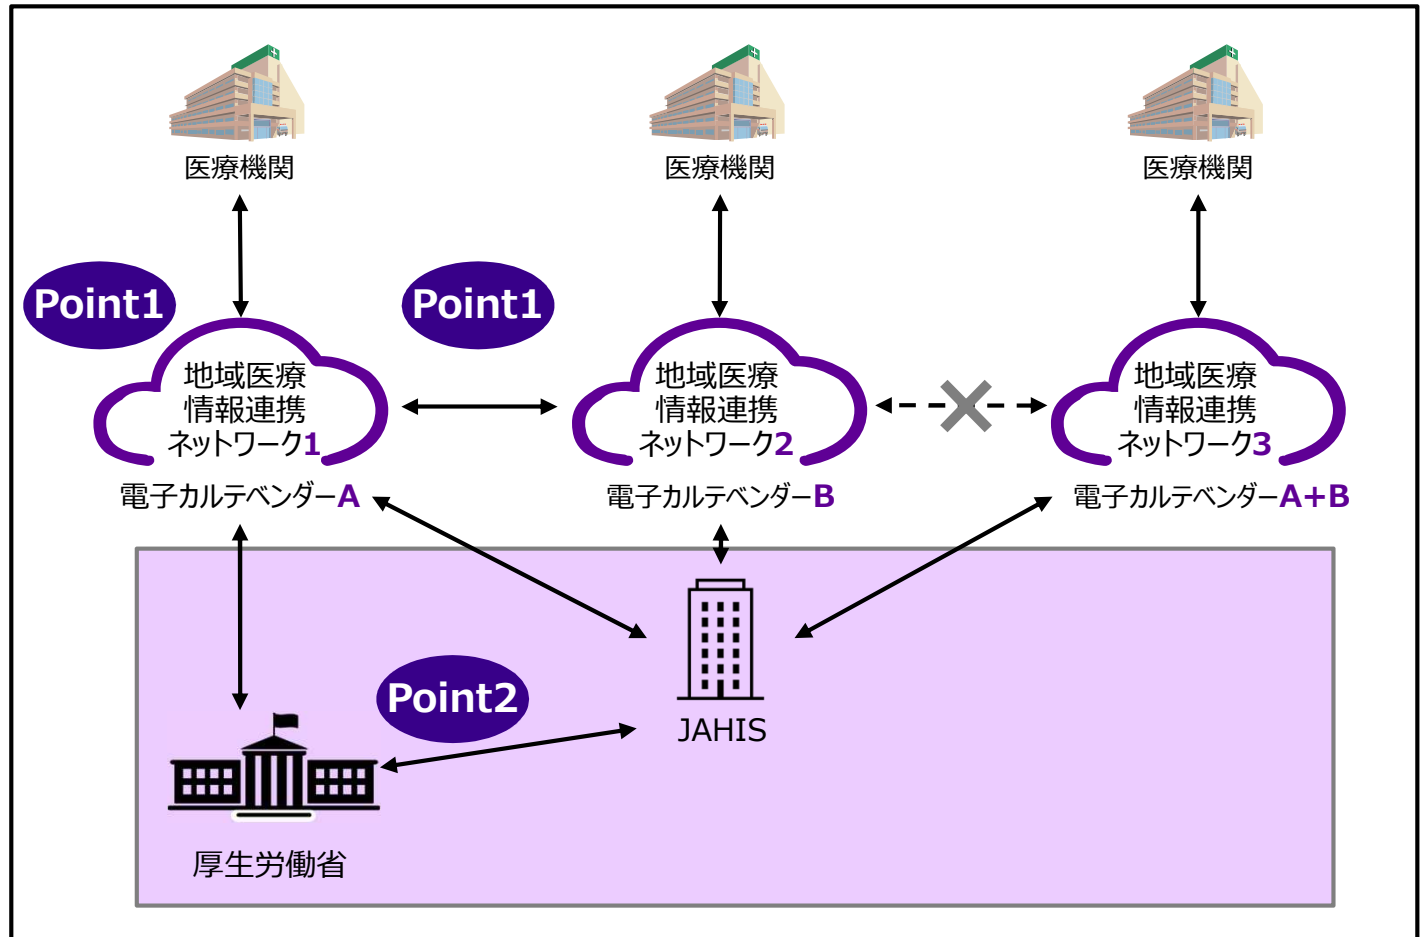 医療機関
医療機関
医療機関
Point1
Point1
地域医療
情報連携
ネットワーク1
地域医療
情報連携
ネットワーク2
地域医療
情報連携
ネットワーク3
電子カルテベンダーA
電子カルテベンダーB
電子カルテベンダーA+B
Point2
JAHIS
厚生労働省